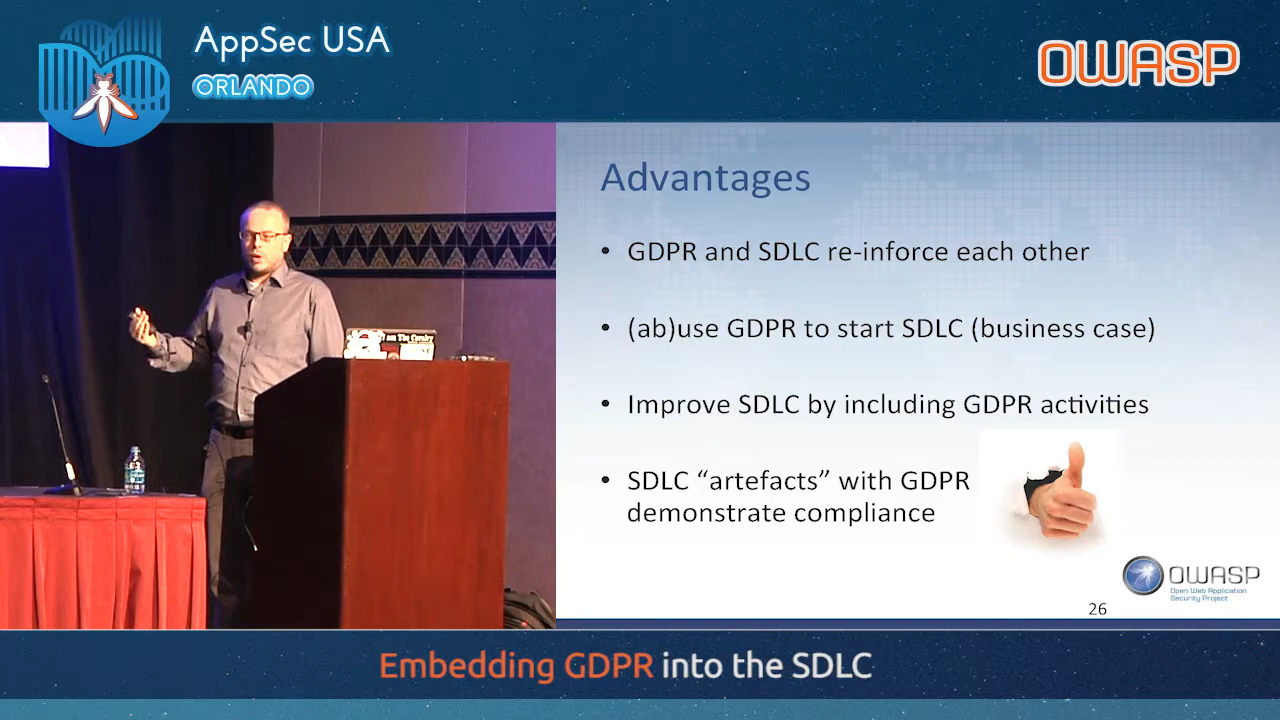 AppSec USA
ORLANDO
OWASP
Advantages
• GDPR and SDLC re-inforce each other
• (ab)use GDPR to start SDLC (business case)
• Improve SDLC by including GDPR activities
• SDLC “artefacts” with GDPR
demonstrate compliance
OWASP
Open Web Application
Security Project
26
Embedding GDPR into the SDLC